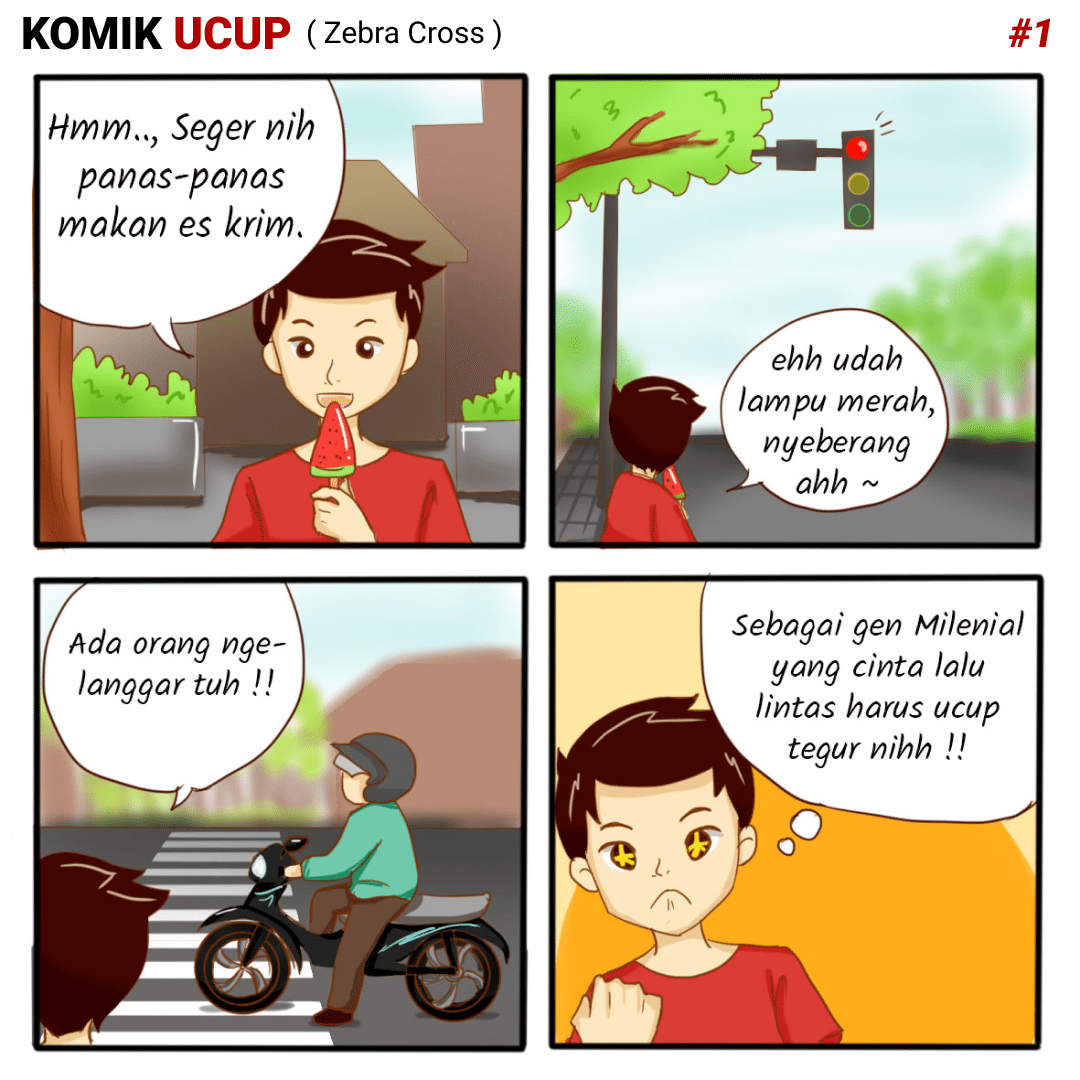 KOMIK UCUP ( Zebra Cross ) #1
Hmm.., Seger nih
panas-panas
makan es krim.
ehh udah
lampu merah,
nyeberang
ahh ~
Ada orang nge-
langgar tuh !!
Sebagai gen Milenial
yang cinta lalu
lintas harus ucup
tegur nihh !!